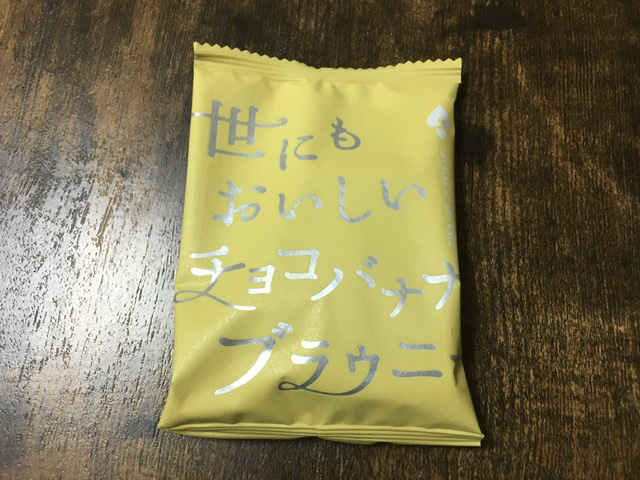 世にも
おいしい
チョコバナナ
ブラウニー